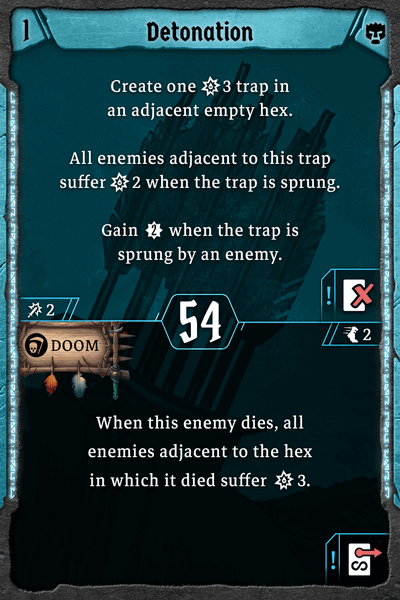 1
Detonation
Create one 3 trap in
an adjacent empty hex.
All enemies adjacent to this trap
suffer 2 when the trap is sprung.
Gain 2 when the trap is
sprung by an enemy.
2
!
54
2
DOOM
When this enemy dies, all
enemies adjacent to the hex
in which it died suffer 3.
!